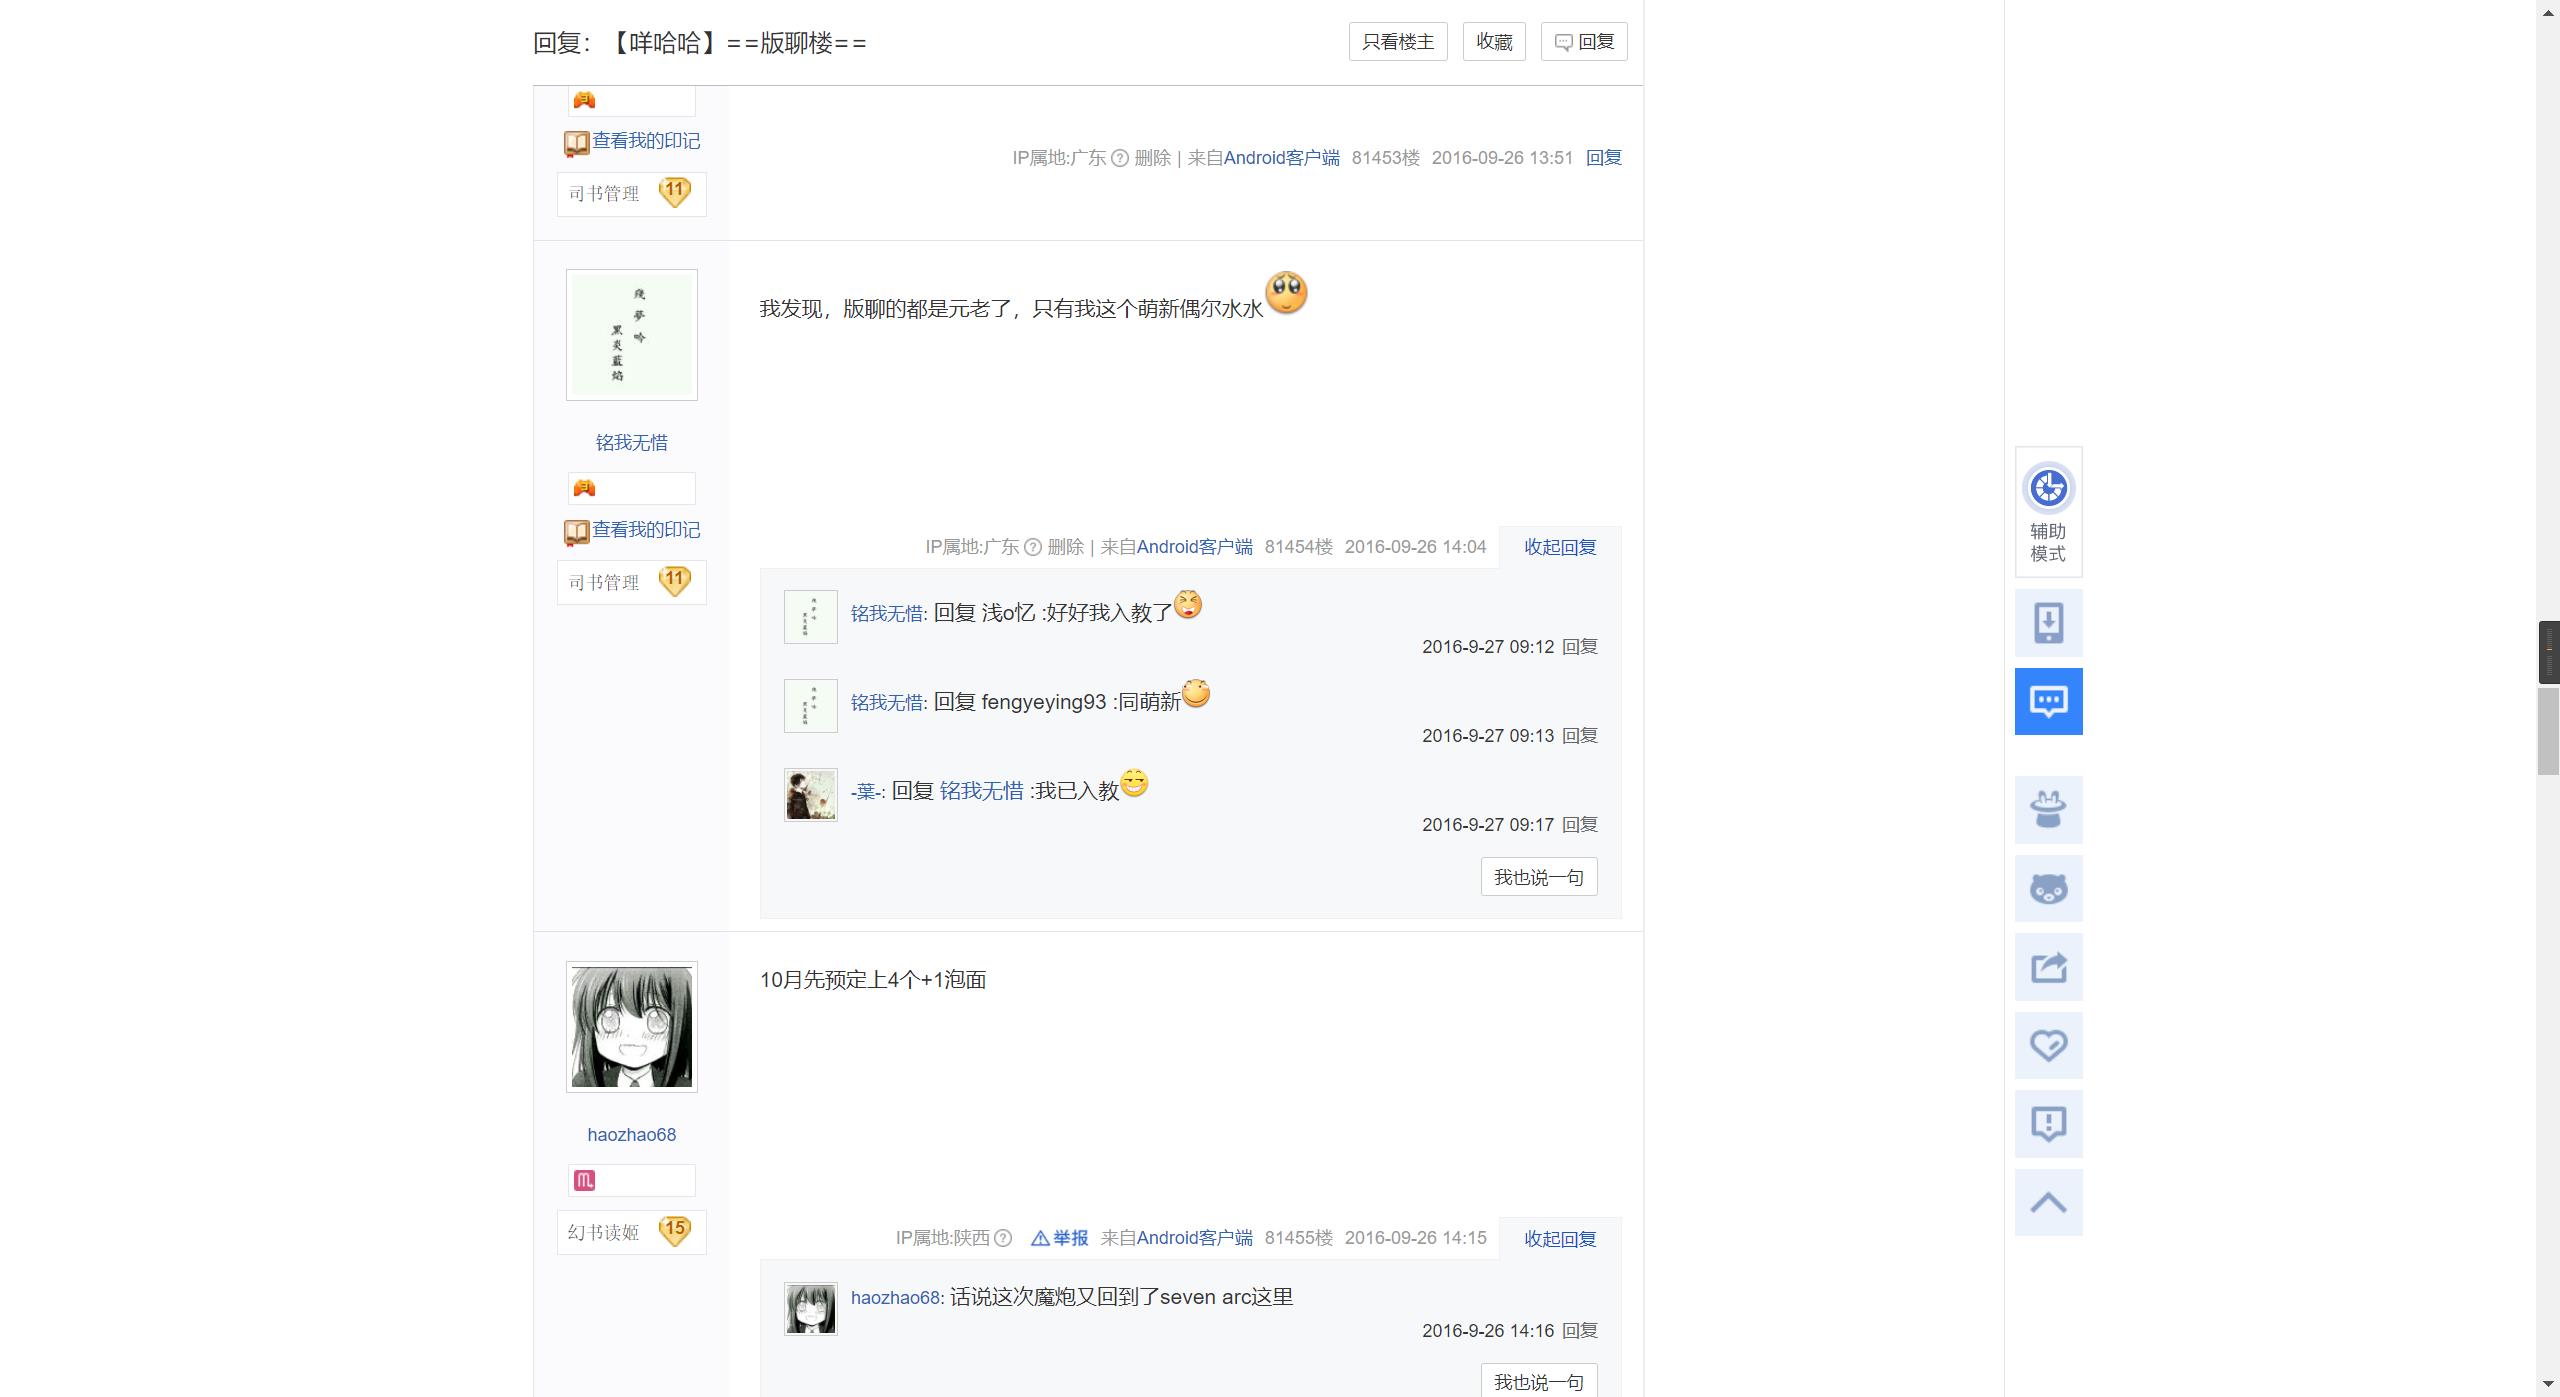 回复：【咩哈哈】==版聊楼==
只看楼主
收藏
回复
3
查看我的印记
司书管理 11
IP属地:广东 ? 删除 | 来自Android客户端 81453楼 2016-09-26 13:51 回复
殘夢吟
黑炎蓝焰
铭我无惜
3
查看我的印记
司书管理 11
我发现，版聊的都是元老了，只有我这个萌新偶尔水水
IP属地:广东 ? 删除 | 来自Android客户端 81454楼 2016-09-26 14:04 收起回复
铭我无惜: 回复 浅o忆 :好好我入教了
2016-9-27 09:12 回复
铭我无惜: 回复 fengyeying93 :同萌新
2016-9-27 09:13 回复
-葉-: 回复 铭我无惜 :我已入教
2016-9-27 09:17 回复
我也说一句
haozhao68
幻书读姬 15
10月先预定上4个+1泡面
IP属地:陕西 ? 举报 来自Android客户端 81455楼 2016-09-26 14:15 收起回复
haozhao68: 话说这次魔炮又回到了seven arc这里
2016-9-26 14:16 回复
我也说一句
辅助
模式